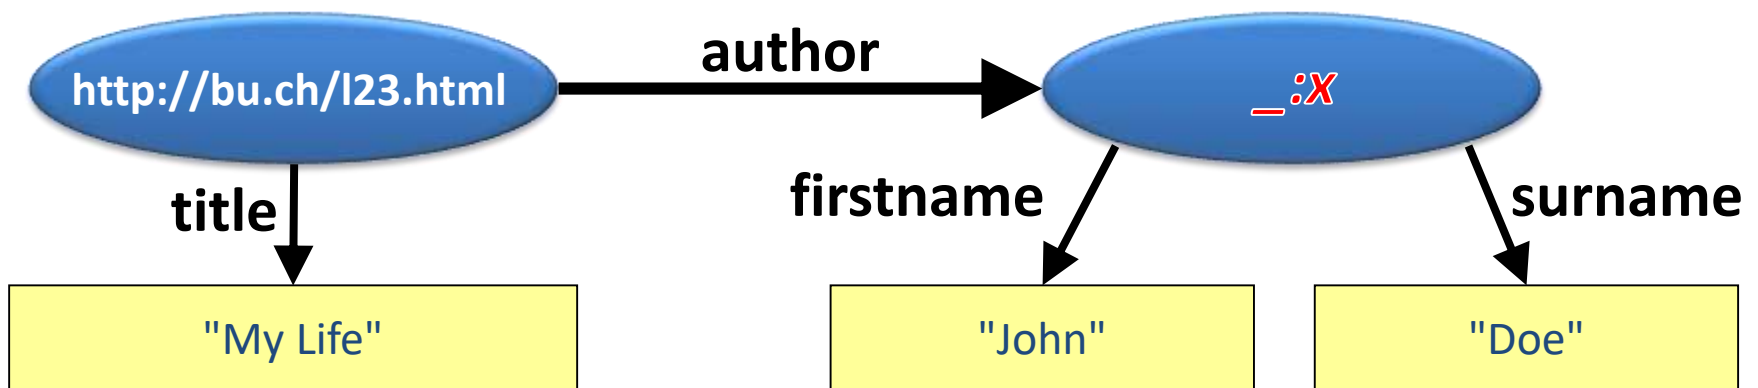 author
http://bu.ch/l23.html
_:x
title
firstname
surname
"My Life"
"John"
"Doe"